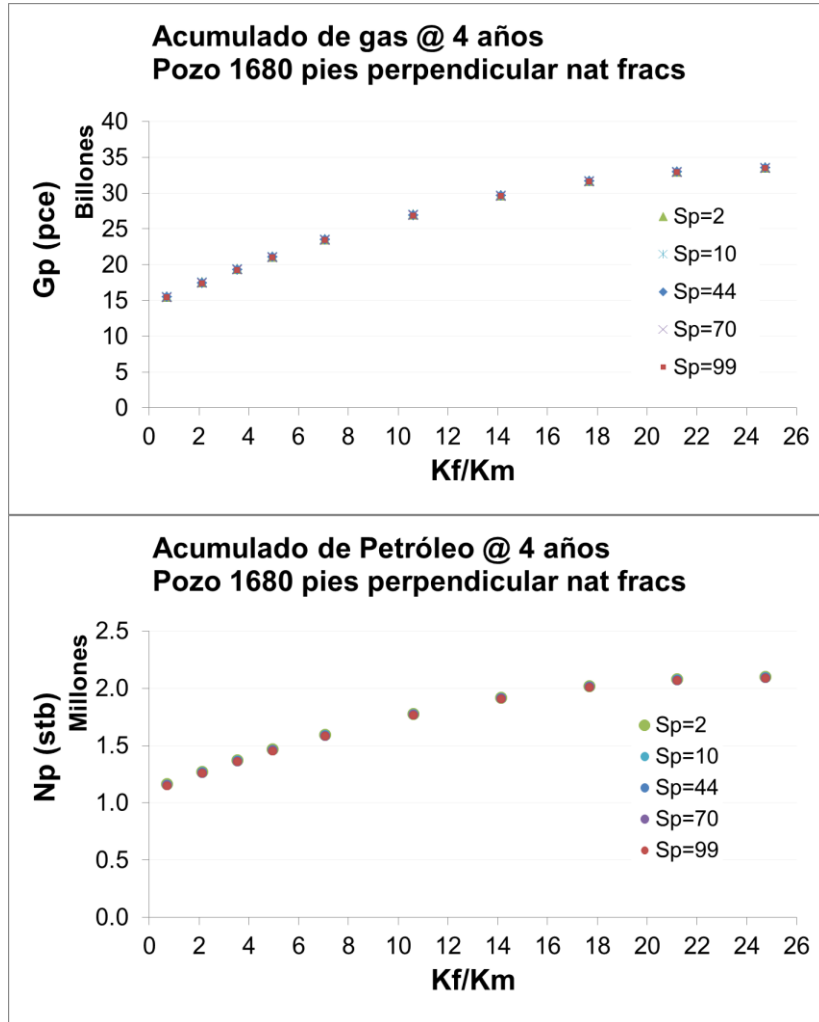 Acumulado de gas @ 4 años
Pozo 1680 pies perpendicular nat fracs
Gp (pce)
Billones
40
35
30
25
20
15
10
5
0
0 2 4 6 8 10 12 14 16 18 20 22 24 26
Kf/Km
Sp=2
Sp=10
Sp=44
Sp=70
Sp=99
Acumulado de Petróleo @ 4 años
Pozo 1680 pies perpendicular nat fracs
Np (stb)
Millones
2.5
2.0
1.5
1.0
0.5
0.0
0 2 4 6 8 10 12 14 16 18 20 22 24 26
Kf/Km
Sp=2
Sp=10
Sp=44
Sp=70
Sp=99